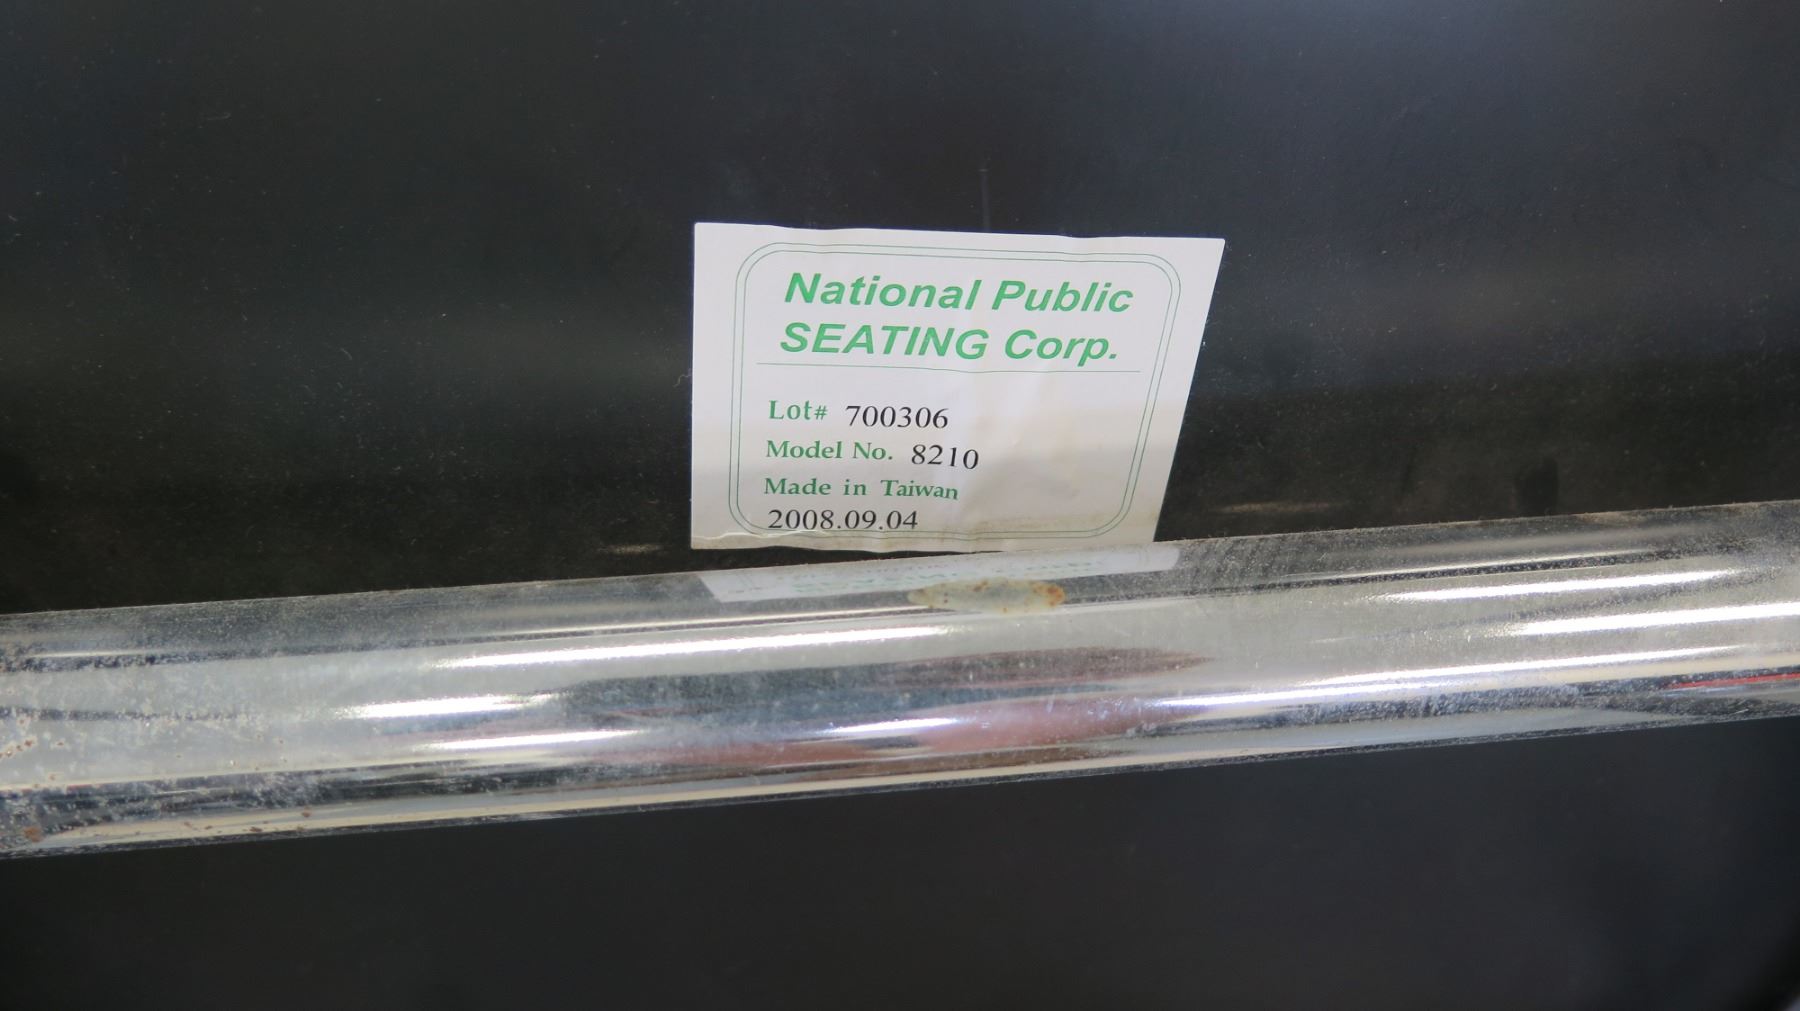 National Public
SEATING Corp.
Lot# 700306
Model No. 8210
Made in Taiwan
2008.09.04